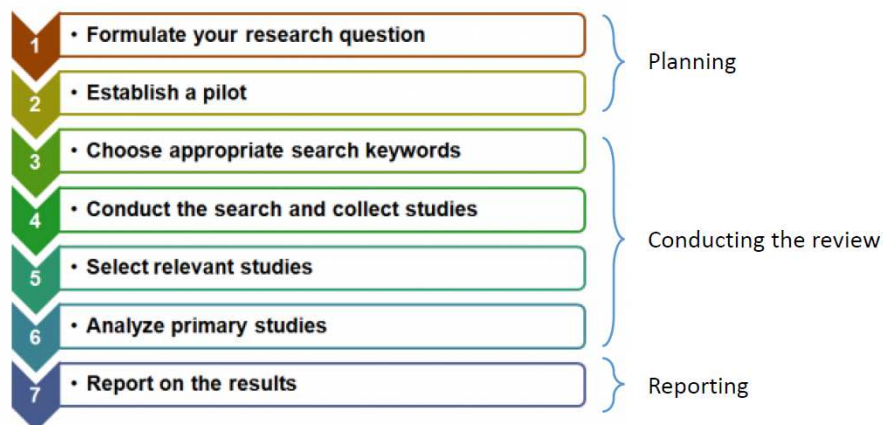 1 • Formulate your research question
Planning
2 • Establish a pilot
3 • Choose appropriate search keywords
4 • Conduct the search and collect studies
Conducting the review
5 • Select relevant studies
6 • Analyze primary studies
7 • Report on the results
Reporting